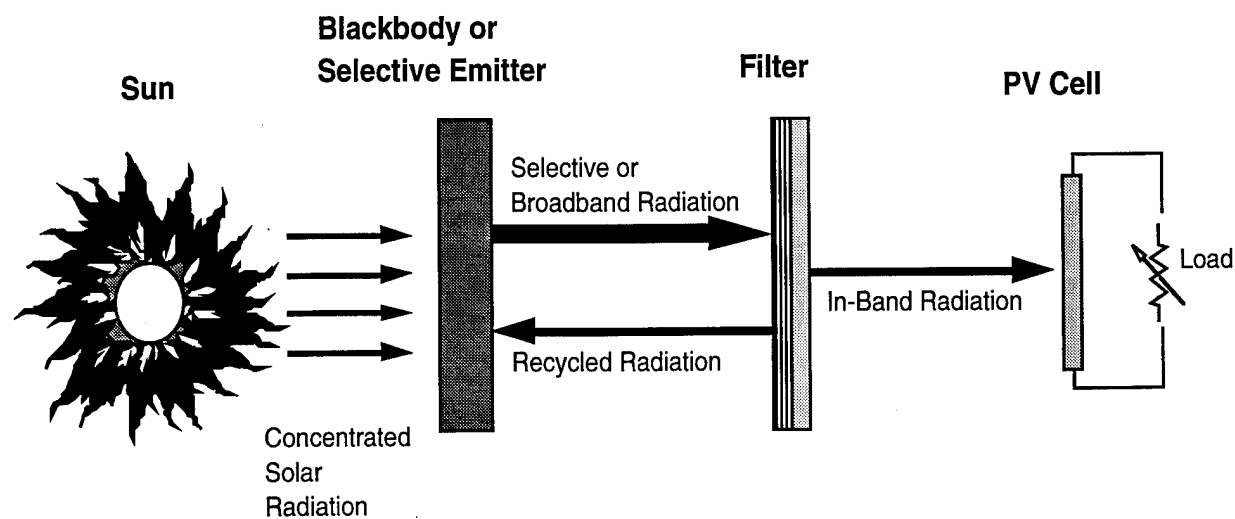 Sun
Blackbody or
Selective Emitter
Filter
PV Cell
Selective or
Broadband Radiation
Load
In-Band Radiation
Recycled Radiation
Concentrated
Solar
Radiation